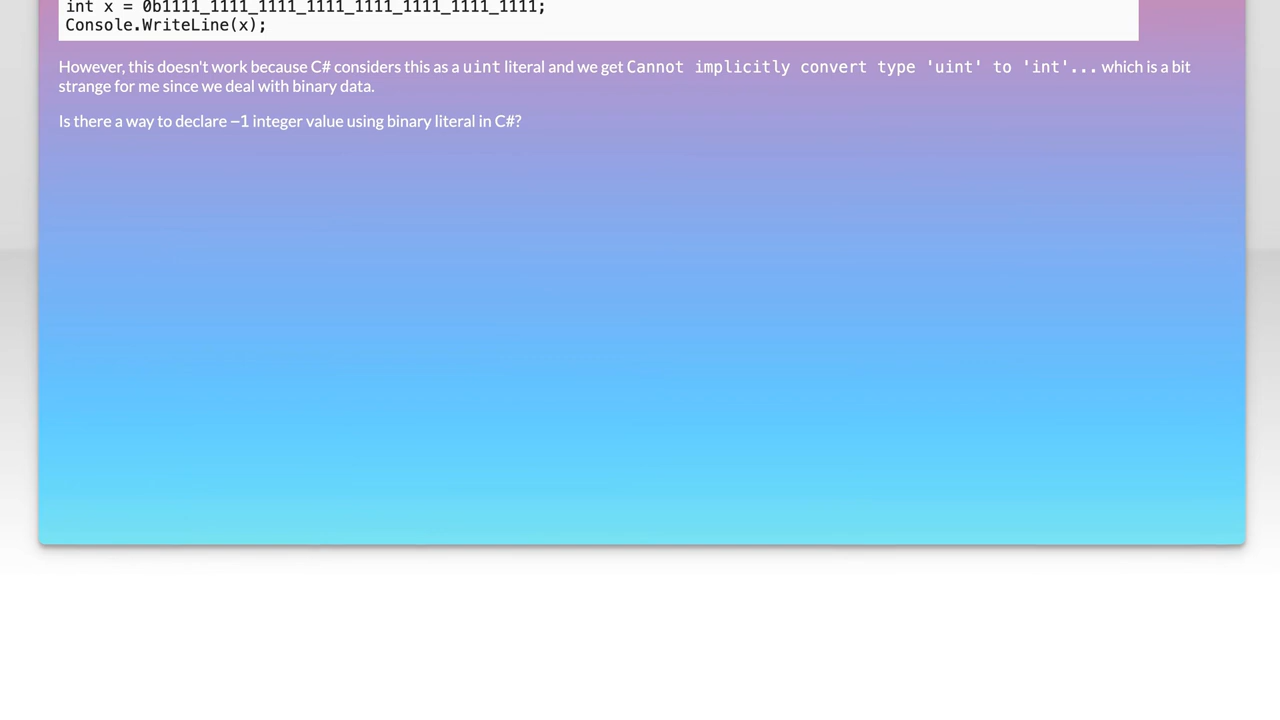 int x = 0b1111_1111_1111_1111_1111_1111_1111_1111;
Console.WriteLine(x);
However, this doesn't work because C# considers this as a uint literal and we get Cannot implicitly convert type 'uint' to 'int'... which is a bit
strange for me since we deal with binary data.
Is there a way to declare −1 integer value using binary literal in C#?